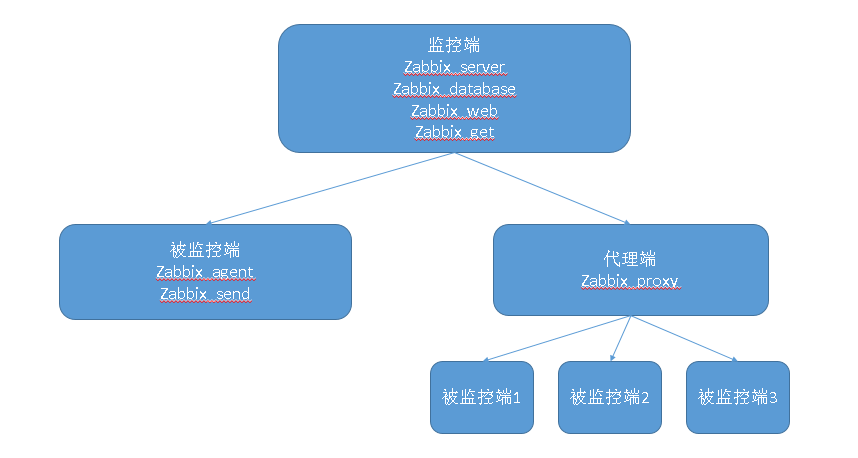 监控端
Zabbix_server
Zabbix_database
Zabbix_web
Zabbix_get
被监控端
Zabbix_agent
Zabbix_send
代理端
Zabbix_proxy
被监控端1
被监控端2
被监控端3